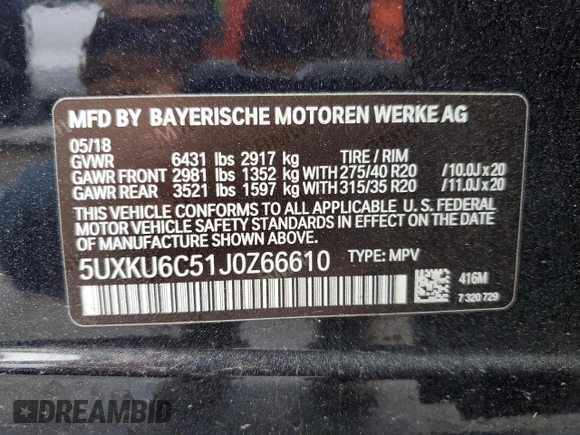 MFD BY BAYERISCHE MOTOREN WERKE AG
05/18
GVWR 6431 lbs 2917 kg TIRE / RIM
GAWR FRONT 2981 lbs 1352 kg WITH 275/40 R20 /10.0J x 20
GAWR REAR 3521 lbs 1597 kg WITH 315/35 R20 /11.0J x 20
THIS VEHICLE CONFORMS TO ALL APPLICABLE U. S. FEDERAL
MOTOR VEHICLE SAFETY STANDARDS IN EFFECT ON THE DATE OF
MANUFACTURE SHOWN ABOVE.
5UXKU6C51J0Z66610 TYPE: MPV
416M
7 320 729
DREAMBID